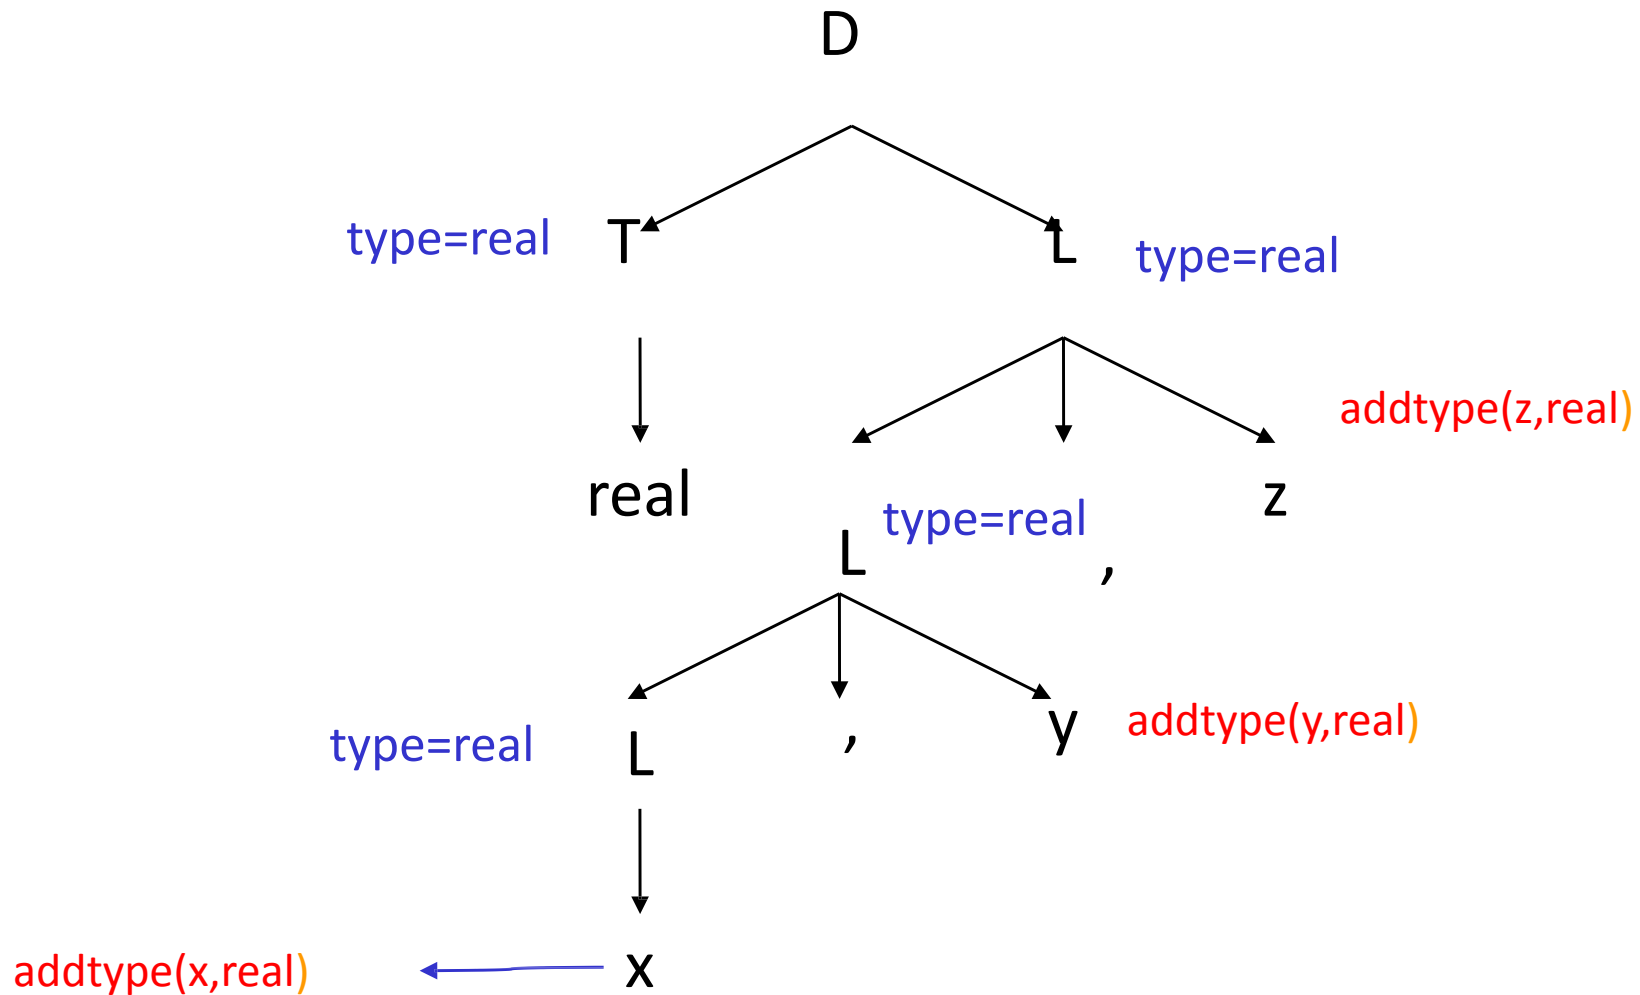 D
type=real T L type=real
addtype(z,real)
real z
type=real
L ,
type=real L , y addtype(y,real)
addtype(x,real) x